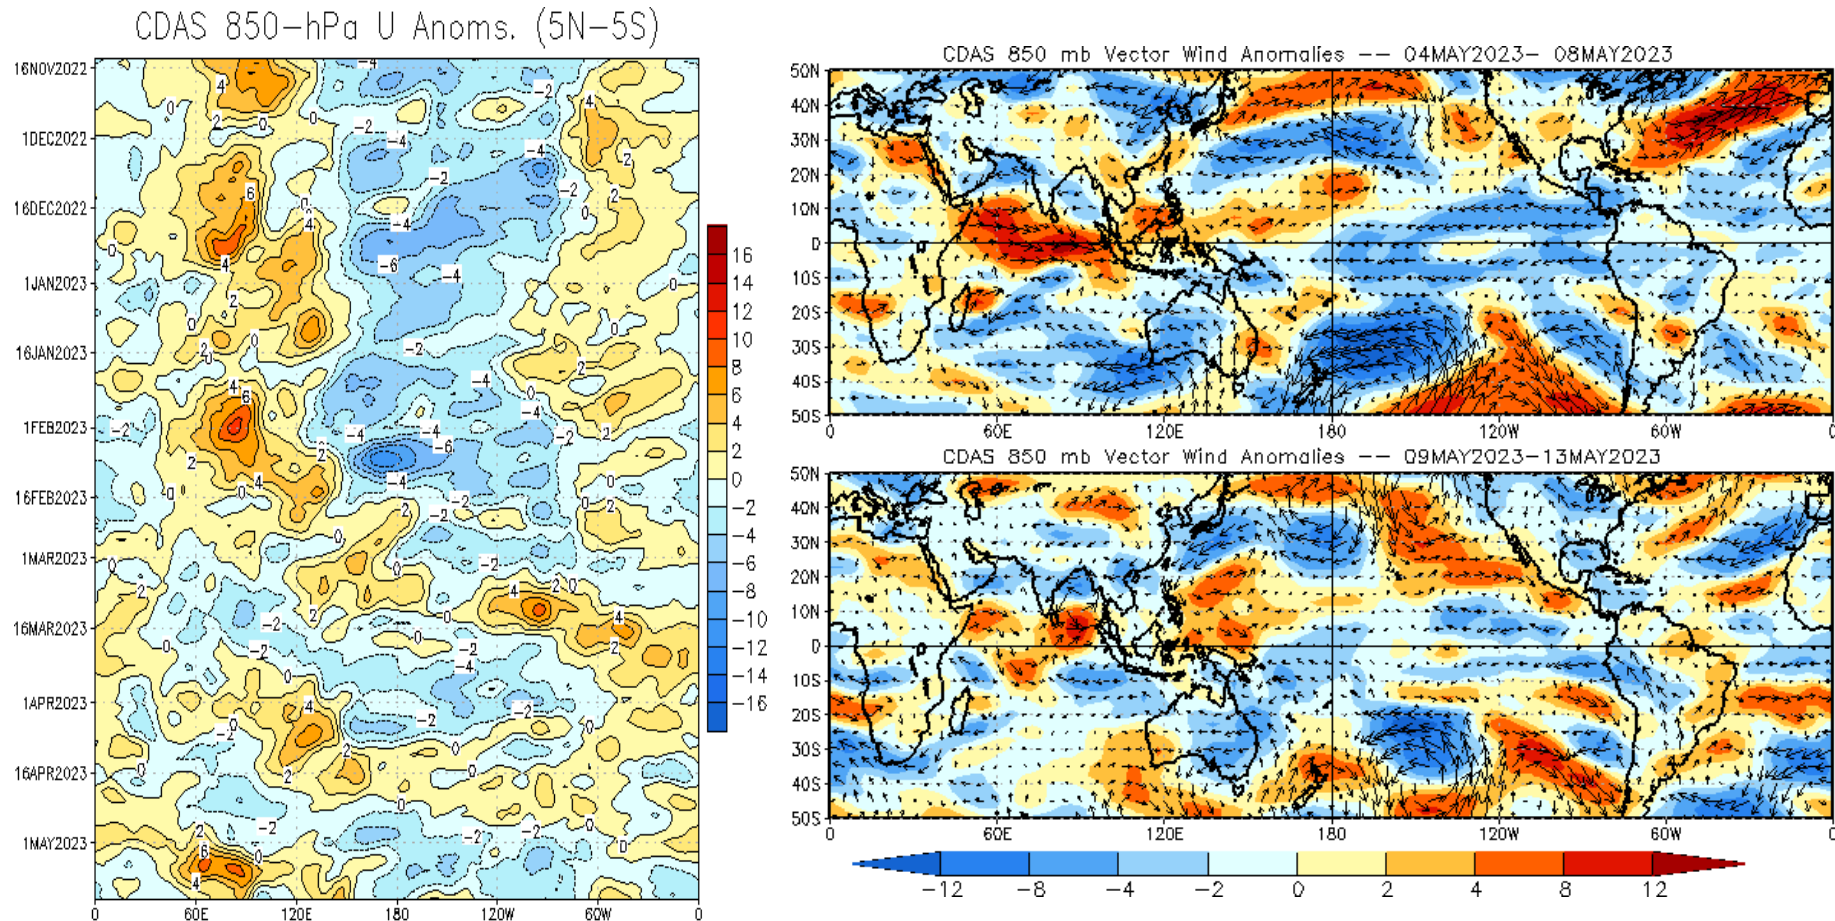 CDAS 850-hPa U Anoms. (5N-5S)
16NOV2022
1DEC2022
16DEC2022
1JAN2023
16JAN2023
1FEB2023
16FEB2023
1MAR2023
16MAR2023
1APR2023
16APR2023
1MAY2023
0 60E 120E 180 120W 60W 0
16
14
12
10
8
6
4
2
0
-2
-4
-6
-8
-10
-12
-14
-16
CDAS 850 mb Vector Wind Anomalies -- 04MAY2023- 08MAY2023
50N
40N
30N
20N
10N
0
10S
20S
30S
40S
50S
0 60E 120E 180 120W 60W 0
CDAS 850 mb Vector Wind Anomalies -- 09MAY2023-13MAY2023
50N
40N
30N
20N
10N
0
10S
20S
30S
40S
50S
0 60E 120E 180 120W 60W 0
-12 -8 -4 -2 0 2 4 8 12